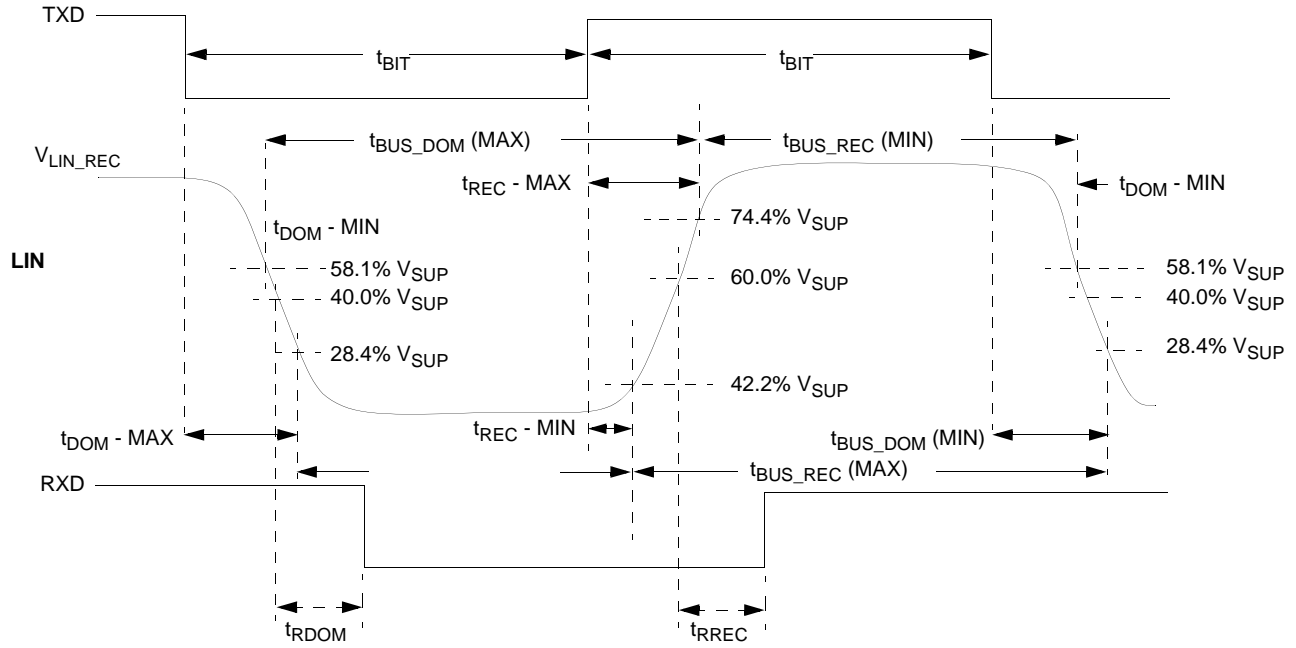 TXD
tBIT
tBIT
tBUS_DOM (MAX)
tBUS_REC (MIN)
VLIN_REC
tREC - MAX
tDOM - MIN
74.4% VSUP
tDOM - MIN
LIN
58.1% VSUP
60.0% VSUP
58.1% VSUP
40.0% VSUP
40.0% VSUP
28.4% VSUP
28.4% VSUP
42.2% VSUP
tDOM - MAX
tREC - MIN
tBUS_DOM (MIN)
tBUS_REC (MAX)
RXD
tRDOM
tRREC